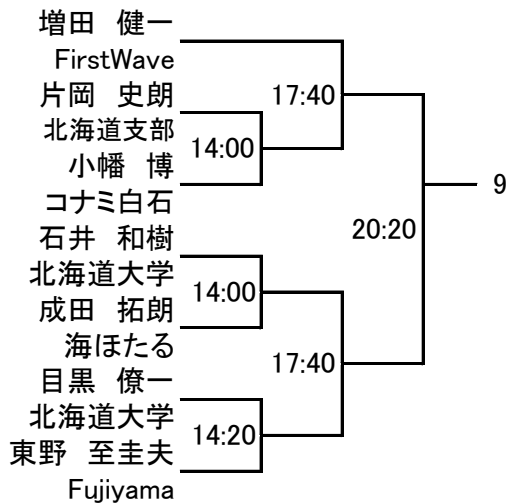 増田　健一
FirstWave
片岡　史朗
17:40
北海道支部
14:00
小幡　博
9
コナミ白石
20:20
石井　和樹
北海道大学
14:00
成田　拓朗
海ほたる
17:40
目黒　僚一
北海道大学
14:20
東野　至圭夫
Fujiyama